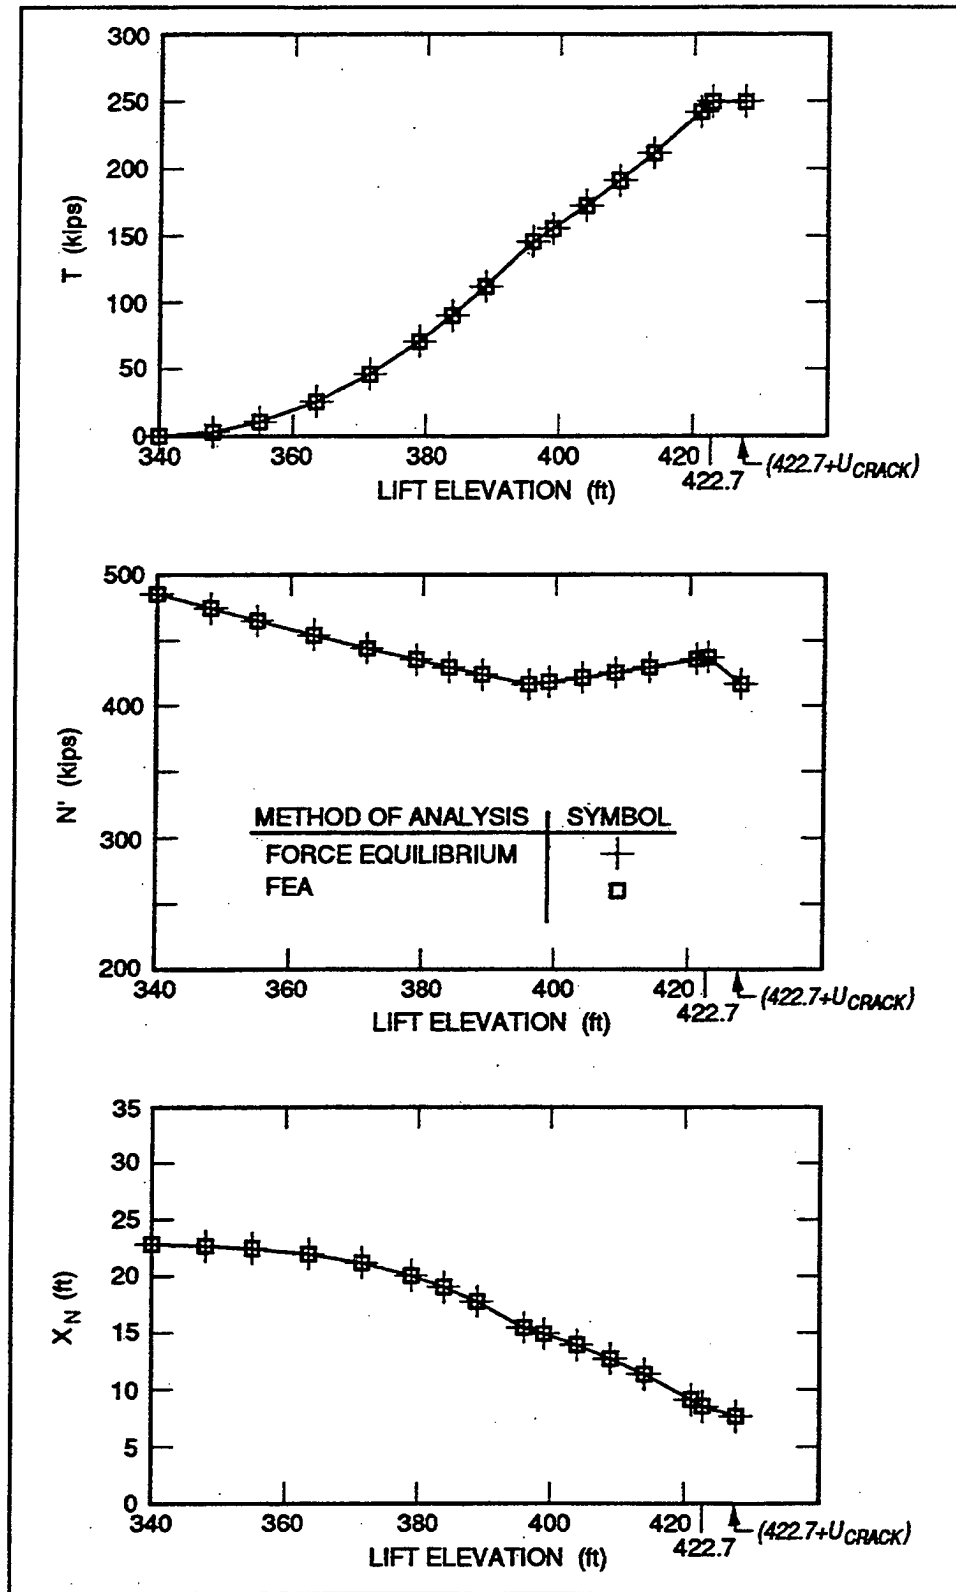 300
250
200
150
100
50
0
T (kips)
340 360 380 400 420
422.7
(422.7+UCRACK)
LIFT ELEVATION (ft)
500
400
300
200
N' (kips)
METHOD OF ANALYSIS SYMBOL
FORCE EQUILIBRIUM
FEA
340 360 380 400 420
422.7
(422.7+UCRACK)
LIFT ELEVATION (ft)
35
30
25
20
15
10
5
0
XN (ft)
340 360 380 400 420
422.7
(422.7+UCRACK)
LIFT ELEVATION (ft)